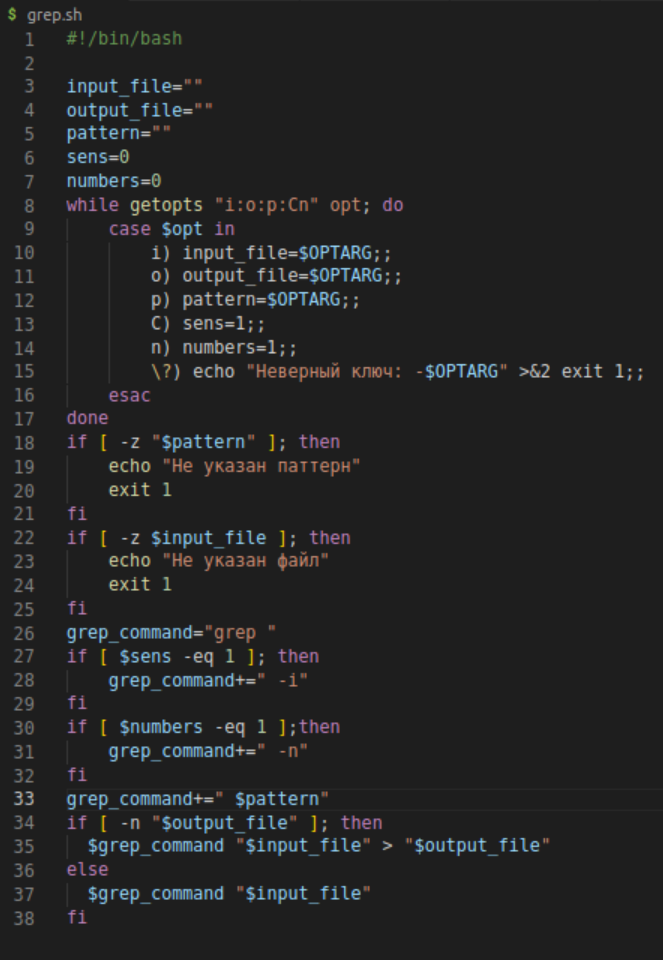 $ grep.sh
1 #!/bin/bash
2
3 input_file=""
4 output_file=""
5 pattern=""
6 sens=0
7 numbers=0
8 while getopts "i:o:p:Cn" opt; do
9     case $opt in
10         i) input_file=$OPTARG;;
11         o) output_file=$OPTARG;;
12         p) pattern=$OPTARG;;
13         C) sens=1;;
14         n) numbers=1;;
15         \?) echo "Неверный ключ: -$OPTARG" >&2 exit 1;;
16     esac
17 done
18 if [ -z "$pattern" ]; then
19     echo "Не указан паттерн"
20     exit 1
21 fi
22 if [ -z $input_file ]; then
23     echo "Не указан файл"
24     exit 1
25 fi
26 grep_command="grep "
27 if [ $sens -eq 1 ]; then
28     grep_command+=" -i"
29 fi
30 if [ $numbers -eq 1 ];then
31     grep_command+=" -n"
32 fi
33 grep_command+=" $pattern"
34 if [ -n "$output_file" ]; then
35   $grep_command "$input_file" > "$output_file"
36 else
37   $grep_command "$input_file"
38 fi